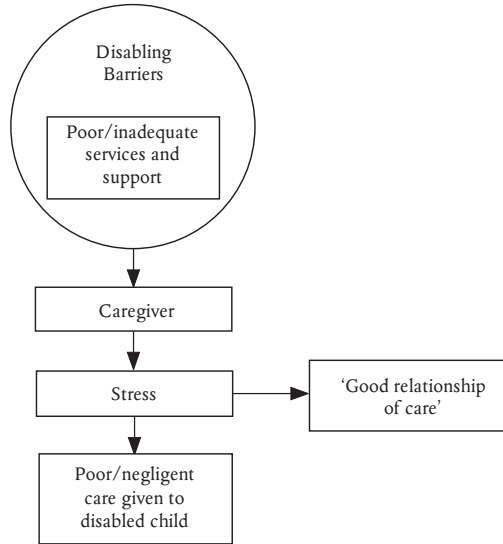 Disabling
Barriers
Poor/inadequate
services and
support
Caregiver
Stress
‘Good relationship
of care’
Poor/negligent
care given to
disabled child